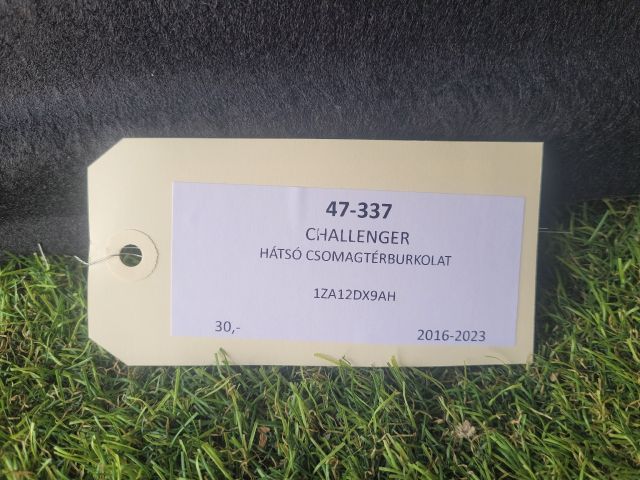 47-337
CHALLENGER
HÁTSÓ CSOMAGTÉRBURKOLAT
1ZA12DX9AH
30,- 2016-2023